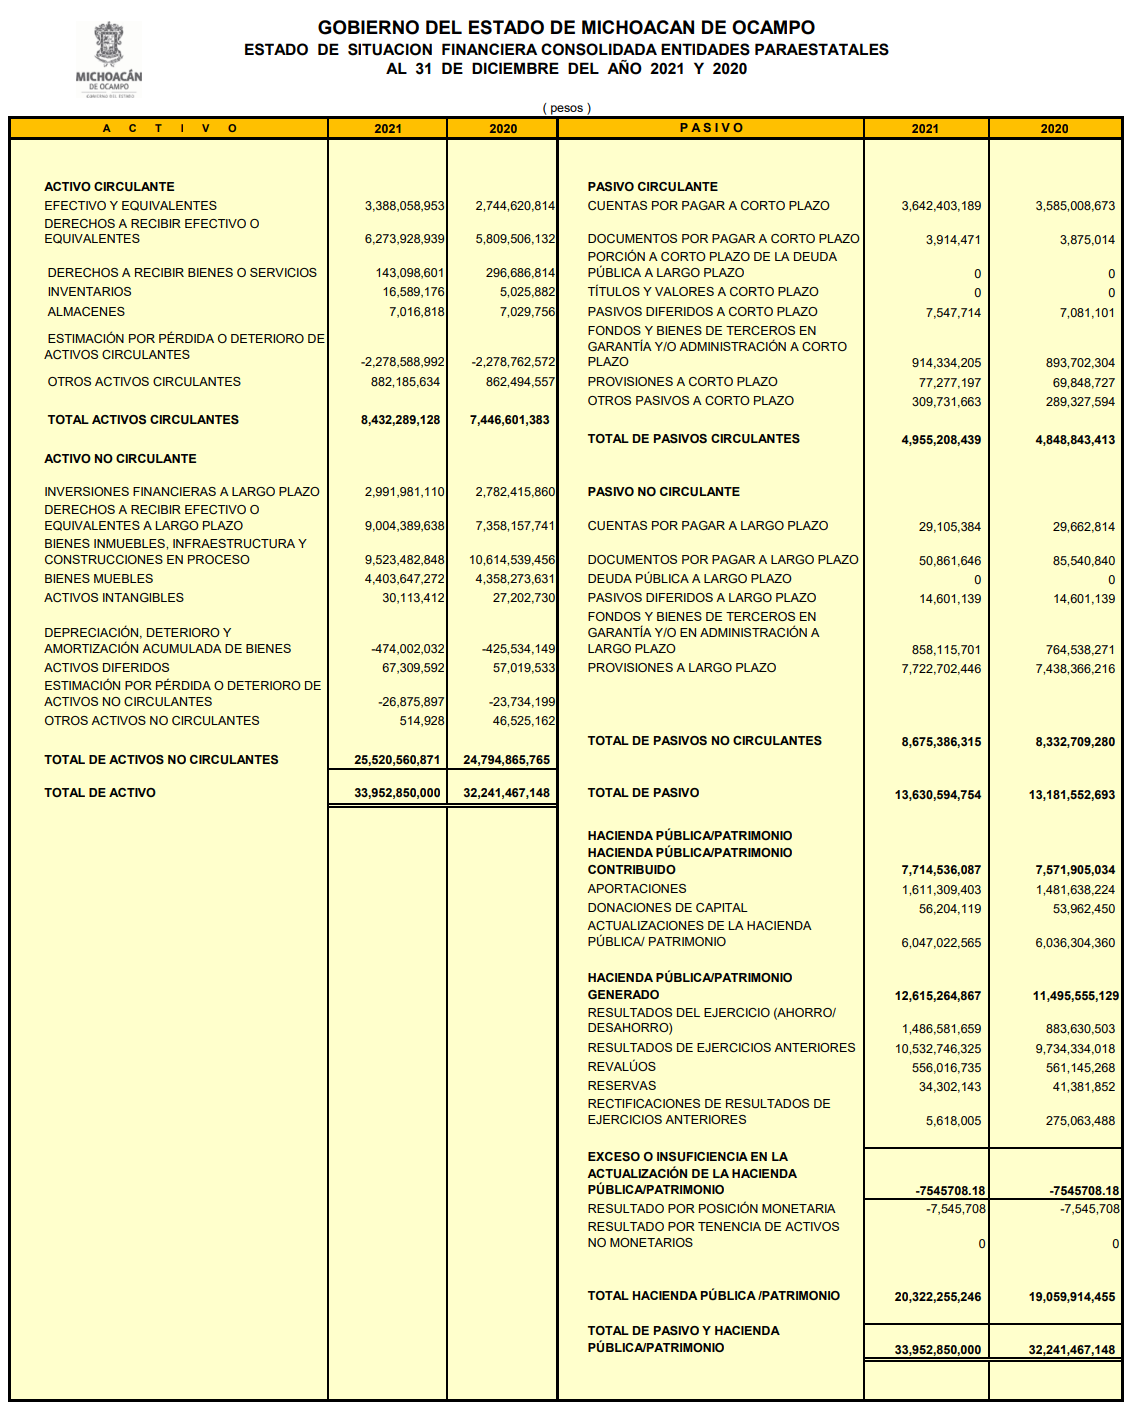 GOBIERNO DEL ESTADO DE MICHOACAN DE OCAMPO
ESTADO DE SITUACION FINANCIERA CONSOLIDADA ENTIDADES PARAESTATALES
AL 31 DE DICIEMBRE DEL AÑO 2021 Y 2020
MICHOACÁN
DE OCAMPO
GOBIERNO DEL ESTADO
( pesos )
A C T I V O 2021 2020
ACTIVO CIRCULANTE
EFECTIVO Y EQUIVALENTES 3,388,058,953 2,744,620,814
DERECHOS A RECIBIR EFECTIVO O
EQUIVALENTES 6,273,928,939 5,809,506,132
DERECHOS A RECIBIR BIENES O SERVICIOS 143,098,601 296,686,814
INVENTARIOS 16,589,176 5,025,882
ALMACENES 7,016,818 7,029,756
ESTIMACIÓN POR PÉRDIDA O DETERIORO DE
ACTIVOS CIRCULANTES -2,278,588,992 -2,278,762,572
OTROS ACTIVOS CIRCULANTES 882,185,634 862,494,557
TOTAL ACTIVOS CIRCULANTES 8,432,289,128 7,446,601,383
ACTIVO NO CIRCULANTE
INVERSIONES FINANCIERAS A LARGO PLAZO 2,991,981,110 2,782,415,860
DERECHOS A RECIBIR EFECTIVO O
EQUIVALENTES A LARGO PLAZO 9,004,389,638 7,358,157,741
BIENES INMUEBLES, INFRAESTRUCTURA Y
CONSTRUCCIONES EN PROCESO 9,523,482,848 10,614,539,456
BIENES MUEBLES 4,403,647,272 4,358,273,631
ACTIVOS INTANGIBLES 30,113,412 27,202,730
DEPRECIACIÓN, DETERIORO Y
AMORTIZACIÓN ACUMULADA DE BIENES -474,002,032 -425,534,149
ACTIVOS DIFERIDOS 67,309,592 57,019,533
ESTIMACIÓN POR PÉRDIDA O DETERIORO DE
ACTIVOS NO CIRCULANTES -26,875,897 -23,734,199
OTROS ACTIVOS NO CIRCULANTES 514,928 46,525,162
TOTAL DE ACTIVOS NO CIRCULANTES 25,520,560,871 24,794,865,765
TOTAL DE ACTIVO 33,952,850,000 32,241,467,148
P A S I V O 2021 2020
PASIVO CIRCULANTE
CUENTAS POR PAGAR A CORTO PLAZO 3,642,403,189 3,585,008,673
DOCUMENTOS POR PAGAR A CORTO PLAZO 3,914,471 3,875,014
PORCIÓN A CORTO PLAZO DE LA DEUDA
PÚBLICA A LARGO PLAZO 0 0
TÍTULOS Y VALORES A CORTO PLAZO 0 0
PASIVOS DIFERIDOS A CORTO PLAZO 7,547,714 7,081,101
FONDOS Y BIENES DE TERCEROS EN
GARANTÍA Y/O ADMINISTRACIÓN A CORTO
PLAZO 914,334,205 893,702,304
PROVISIONES A CORTO PLAZO 77,277,197 69,848,727
OTROS PASIVOS A CORTO PLAZO 309,731,663 289,327,594
TOTAL DE PASIVOS CIRCULANTES 4,955,208,439 4,848,843,413
PASIVO NO CIRCULANTE
CUENTAS POR PAGAR A LARGO PLAZO 29,105,384 29,662,814
DOCUMENTOS POR PAGAR A LARGO PLAZO 50,861,646 85,540,840
DEUDA PÚBLICA A LARGO PLAZO 0 0
PASIVOS DIFERIDOS A LARGO PLAZO 14,601,139 14,601,139
FONDOS Y BIENES DE TERCEROS EN
GARANTÍA Y/O EN ADMINISTRACIÓN A
LARGO PLAZO 858,115,701 764,538,271
PROVISIONES A LARGO PLAZO 7,722,702,446 7,438,366,216
TOTAL DE PASIVOS NO CIRCULANTES 8,675,386,315 8,332,709,280
TOTAL DE PASIVO 13,630,594,754 13,181,552,693
HACIENDA PÚBLICA/PATRIMONIO
HACIENDA PÚBLICA/PATRIMONIO
CONTRIBUIDO 7,714,536,087 7,571,905,034
APORTACIONES 1,611,309,403 1,481,638,224
DONACIONES DE CAPITAL 56,204,119 53,962,450
ACTUALIZACIONES DE LA HACIENDA
PÚBLICA/ PATRIMONIO 6,047,022,565 6,036,304,360
HACIENDA PÚBLICA/PATRIMONIO
GENERADO 12,615,264,867 11,495,555,129
RESULTADOS DEL EJERCICIO (AHORRO/
DESAHORRO) 1,486,581,659 883,630,503
RESULTADOS DE EJERCICIOS ANTERIORES 10,532,746,325 9,734,334,018
REVALÚOS 556,016,735 561,145,268
RESERVAS 34,302,143 41,381,852
RECTIFICACIONES DE RESULTADOS DE
EJERCICIOS ANTERIORES 5,618,005 275,063,488
EXCESO O INSUFICIENCIA EN LA
ACTUALIZACIÓN DE LA HACIENDA
PÚBLICA/PATRIMONIO -7545708.18 -7545708.18
RESULTADO POR POSICIÓN MONETARIA -7,545,708 -7,545,708
RESULTADO POR TENENCIA DE ACTIVOS
NO MONETARIOS 0 0
TOTAL HACIENDA PÚBLICA /PATRIMONIO 20,322,255,246 19,059,914,455
TOTAL DE PASIVO Y HACIENDA
PÚBLICA/PATRIMONIO 33,952,850,000 32,241,467,148